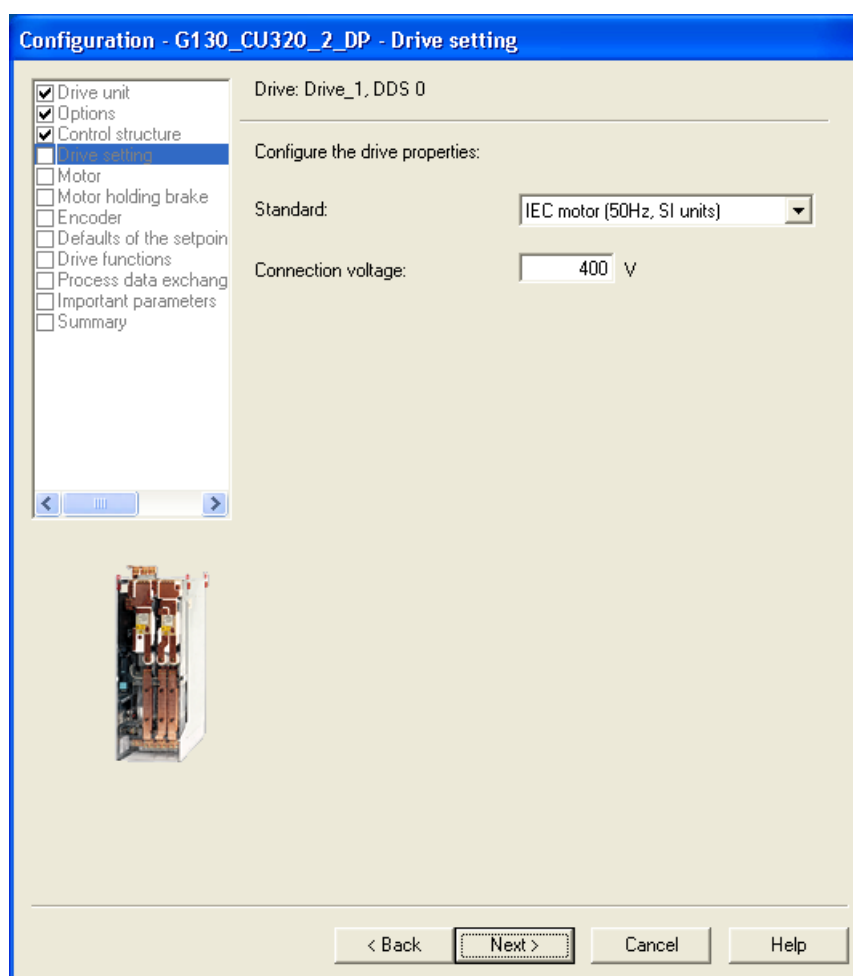 Configuration - G130_CU320_2_DP - Drive setting
Drive unit
Options
Control structure
Drive setting
Motor
Motor holding brake
Encoder
Defaults of the setpoin
Drive functions
Process data exchang
Important parameters
Summary
Drive: Drive_1, DDS 0
Configure the drive properties:
Standard: IEC motor (50Hz, SI units)
Connection voltage: 400 V
< Back Next > Cancel Help